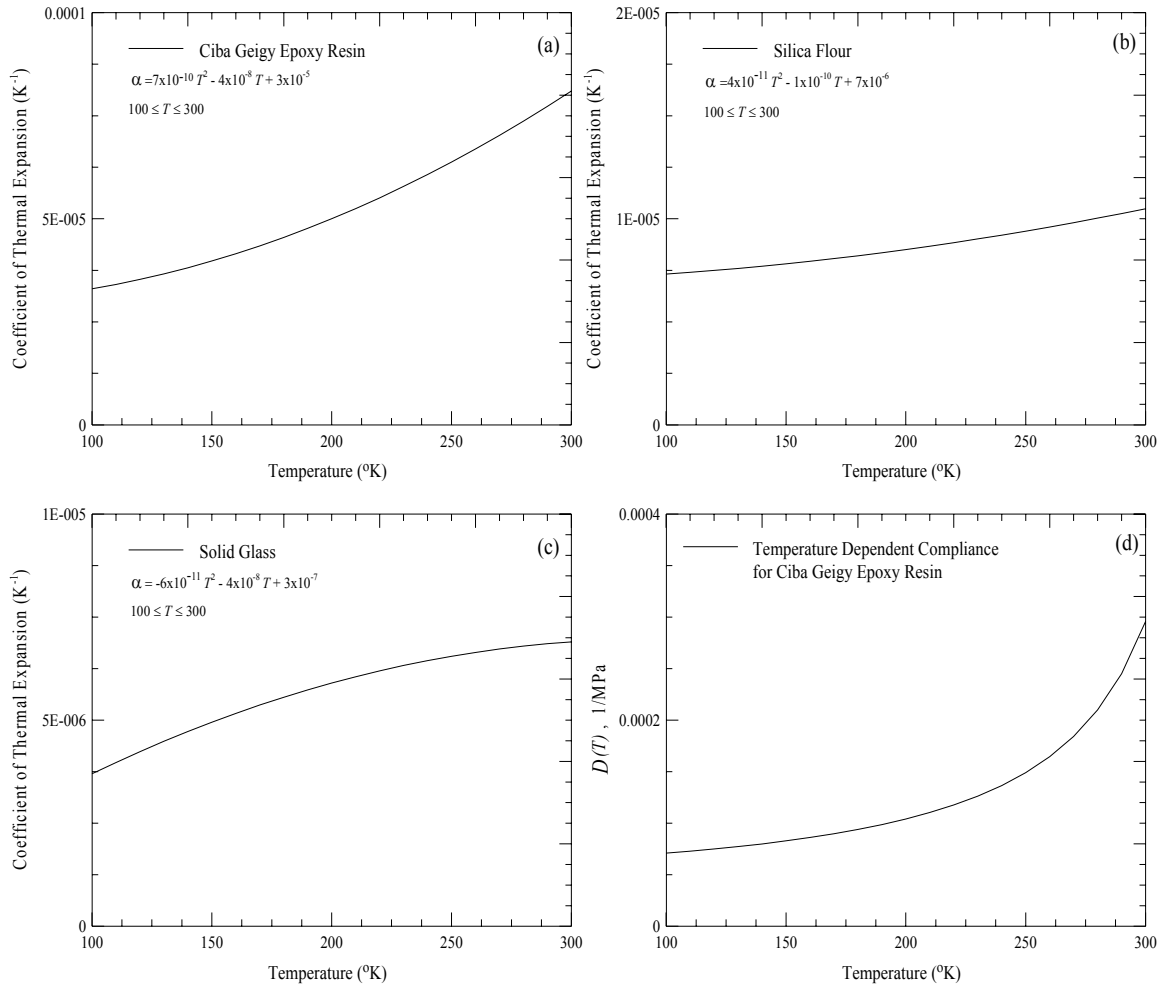 0.0001
Ciba Geigy Epoxy Resin
(a)
α =7x10⁻¹⁰ T² - 4x10⁻⁸ T + 3x10⁻⁵
100 ≤ T ≤ 300
5E-005
0
Coefficient of Thermal Expansion (K⁻¹)
100 150 200 250 300
Temperature (°K)
2E-005
Silica Flour
(b)
α =4x10⁻¹¹ T² - 1x10⁻¹⁰ T + 7x10⁻⁶
100 ≤ T ≤ 300
1E-005
0
Coefficient of Thermal Expansion (K⁻¹)
100 150 200 250 300
Temperature (°K)
1E-005
Solid Glass
(c)
α = -6x10⁻¹¹ T² - 4x10⁻⁸ T + 3x10⁻⁷
100 ≤ T ≤ 300
5E-006
0
Coefficient of Thermal Expansion (K⁻¹)
100 150 200 250 300
Temperature (°K)
0.0004
Temperature Dependent Compliance
for Ciba Geigy Epoxy Resin
(d)
0.0002
0
D(T) , 1/MPa
100 150 200 250 300
Temperature (°K)